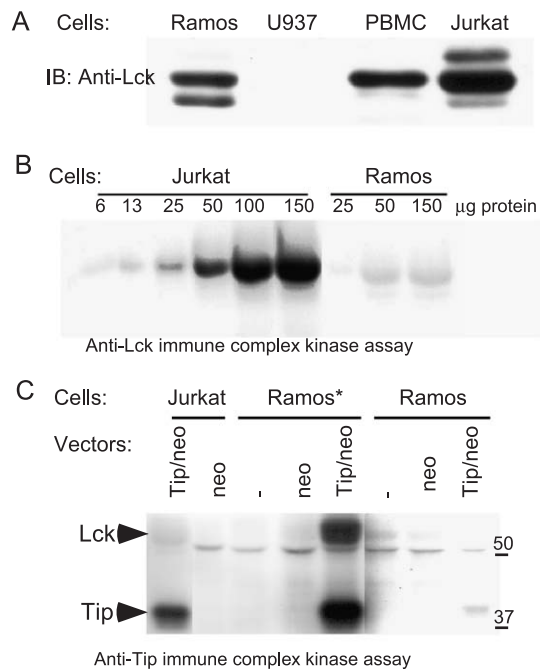 A Cells: Ramos U937 PBMC Jurkat
IB: Anti-Lck
B
Cells: Jurkat Ramos
6 13 25 50 100 150 25 50 150 µg protein
Anti-Lck immune complex kinase assay
C Cells: Jurkat Ramos* Ramos
Vectors: Tip/neo neo - neo Tip/neo - neo Tip/neo
Lck
50
Tip
37
Anti-Tip immune complex kinase assay